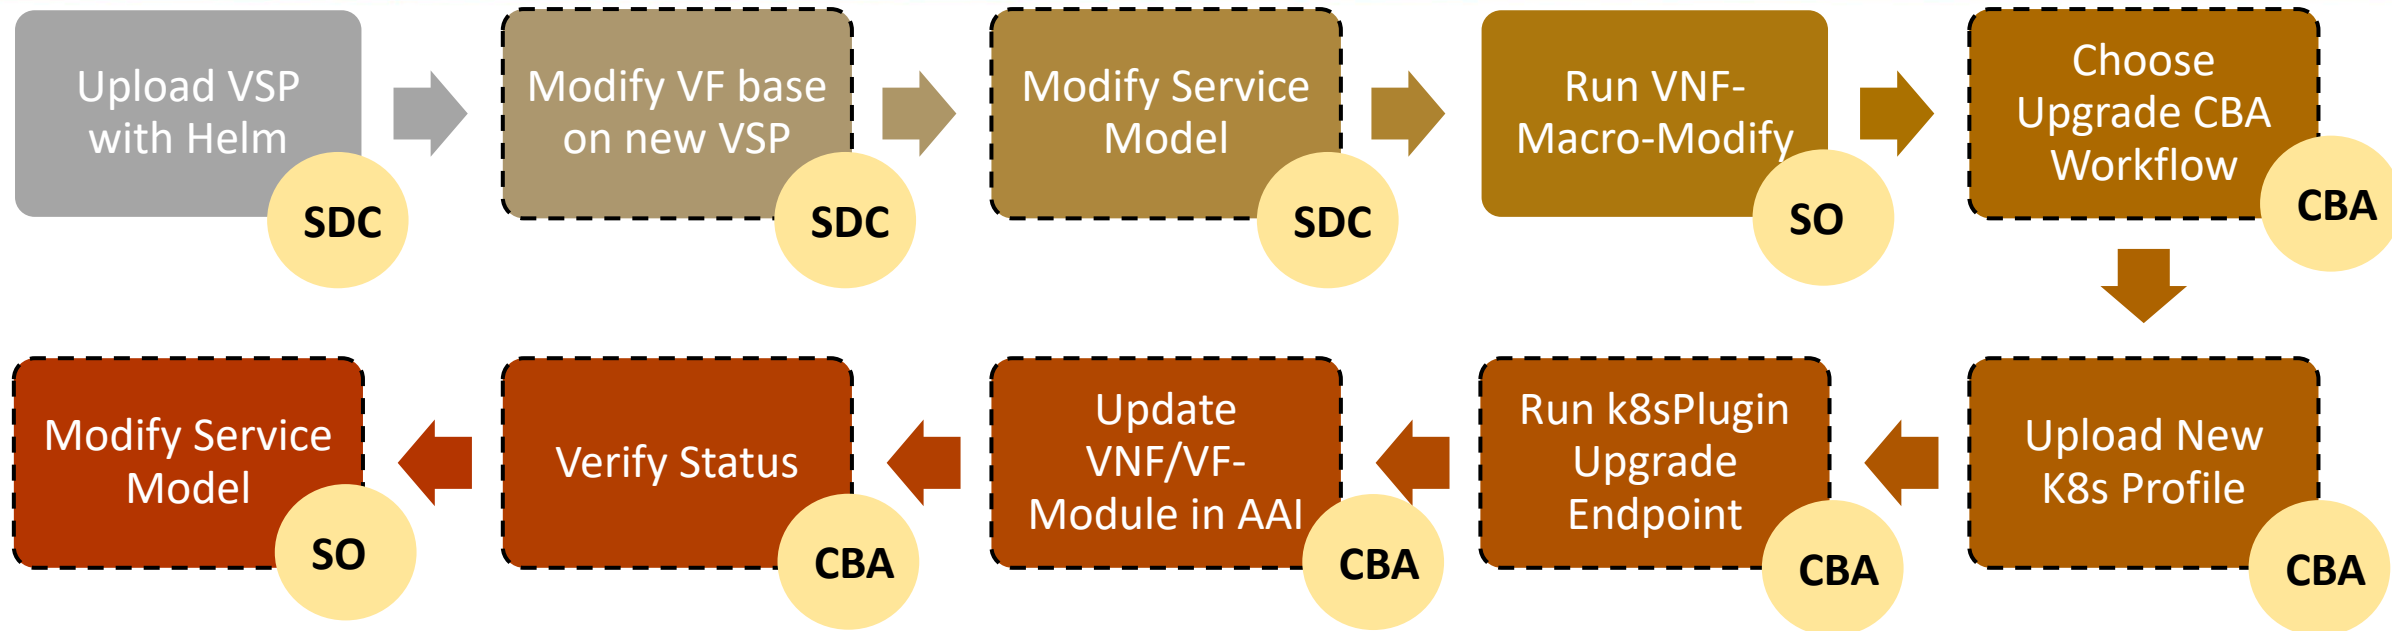 Upload VSP
with Helm
SDC
Modify VF base
on new VSP
SDC
Modify Service
Model
SDC
Run VNF-
Macro-Modify
SO
Choose
Upgrade CBA
Workflow
CBA
Upload New
K8s Profile
CBA
Run k8sPlugin
Upgrade
Endpoint
CBA
Update
VNF/VF-
Module in AAI
CBA
Verify Status
CBA
Modify Service
Model
SO